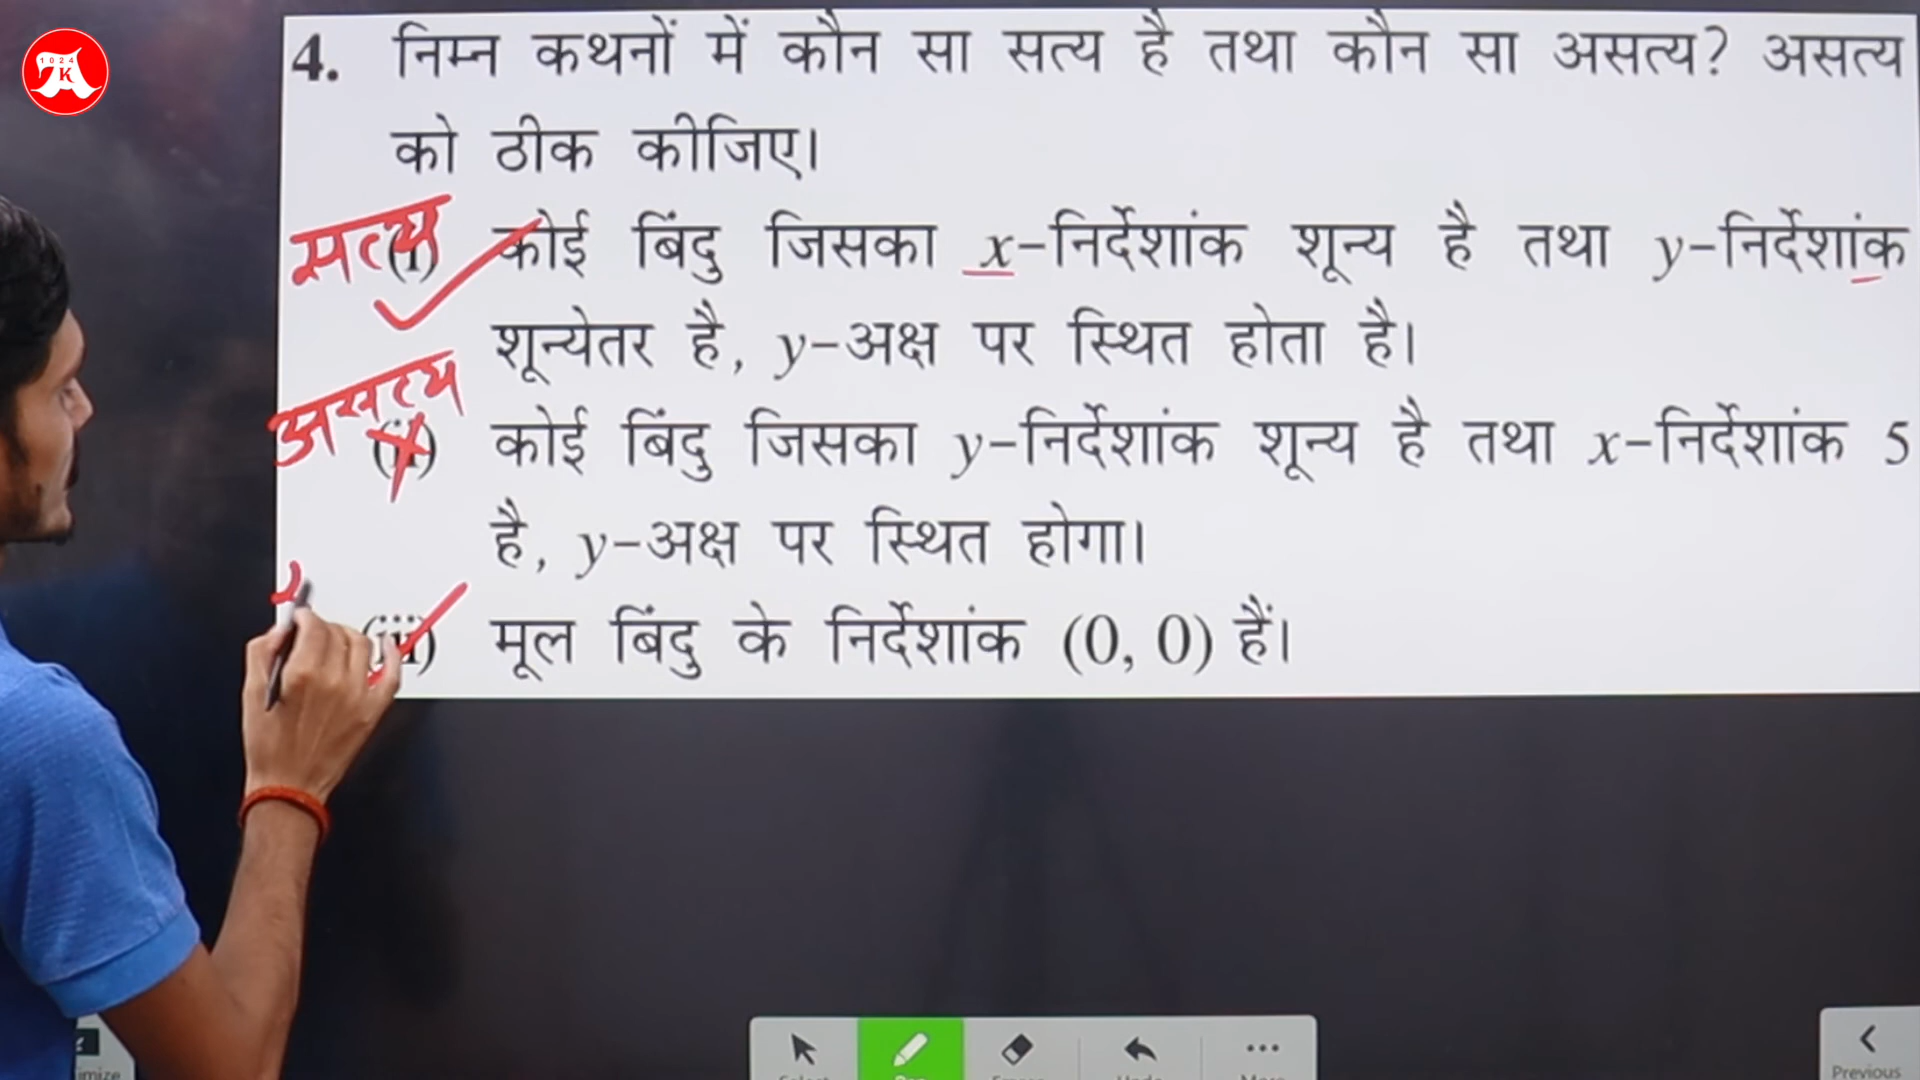 1024
K
4. निम्न कथनों में कौन सा सत्य है तथा कौन सा असत्य? असत्य
को ठीक कीजिए।
सत्य
(i) कोई बिंदु जिसका x-निर्देशांक शून्य है तथा y-निर्देशांक
शून्येतर है, y-अक्ष पर स्थित होता है।
असत्य
(ii) कोई बिंदु जिसका y-निर्देशांक शून्य है तथा x-निर्देशांक 5
है, y-अक्ष पर स्थित होगा।
(iii) मूल बिंदु के निर्देशांक (0, 0) हैं।
Previous